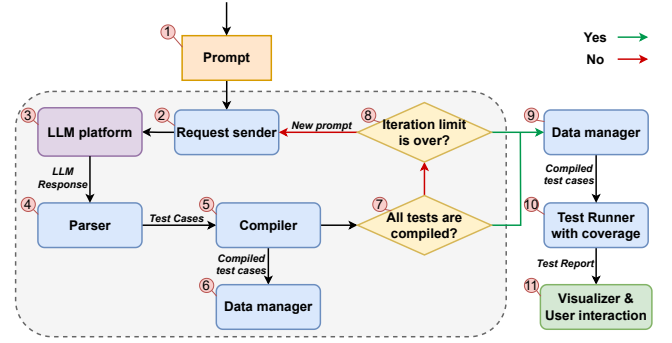 1
Prompt
Yes
No
3
LLM platform
2
Request sender
New prompt
8
Iteration limit
is over?
9
Data manager
LLM
Response
Compiled
test cases
4
Parser
Test Cases
5
Compiler
7
All tests are
compiled?
10
Test Runner
with coverage
Compiled
test cases
Test Report
6
Data manager
11
Visualizer &
User interaction